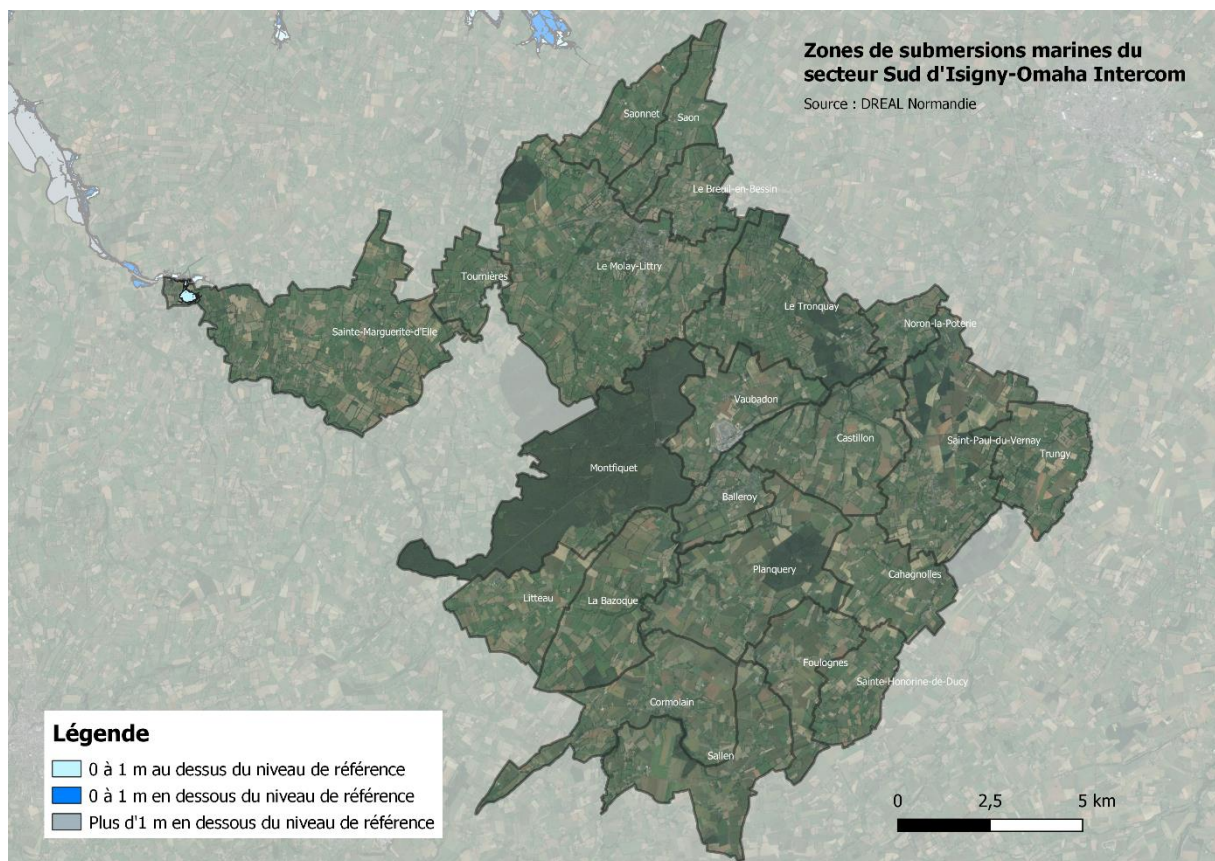 Zones de submersions marines du
secteur Sud d'Isigny-Omaha Intercom
Source : DREAL Normandie
Saonnet
Saon
Le Breuil-en-Bessin
Tournières
Le Molay-Littry
Le Tronquay
Sainte-Marguerite-d'Elle
Noron-la-Poterie
Vaubadon
Castillon
Saint-Paul-du-Vernay
Trungy
Montfiquet
Balleroy
Planquery
Cahagnolles
Litteau
La Bazoque
Foulognes
Sainte-Honorine-de-Ducy
Cormolain
Sallen
Légende
0 à 1 m au dessus du niveau de référence
0 à 1 m en dessous du niveau de référence
Plus d'1 m en dessous du niveau de référence
0 2,5 5 km